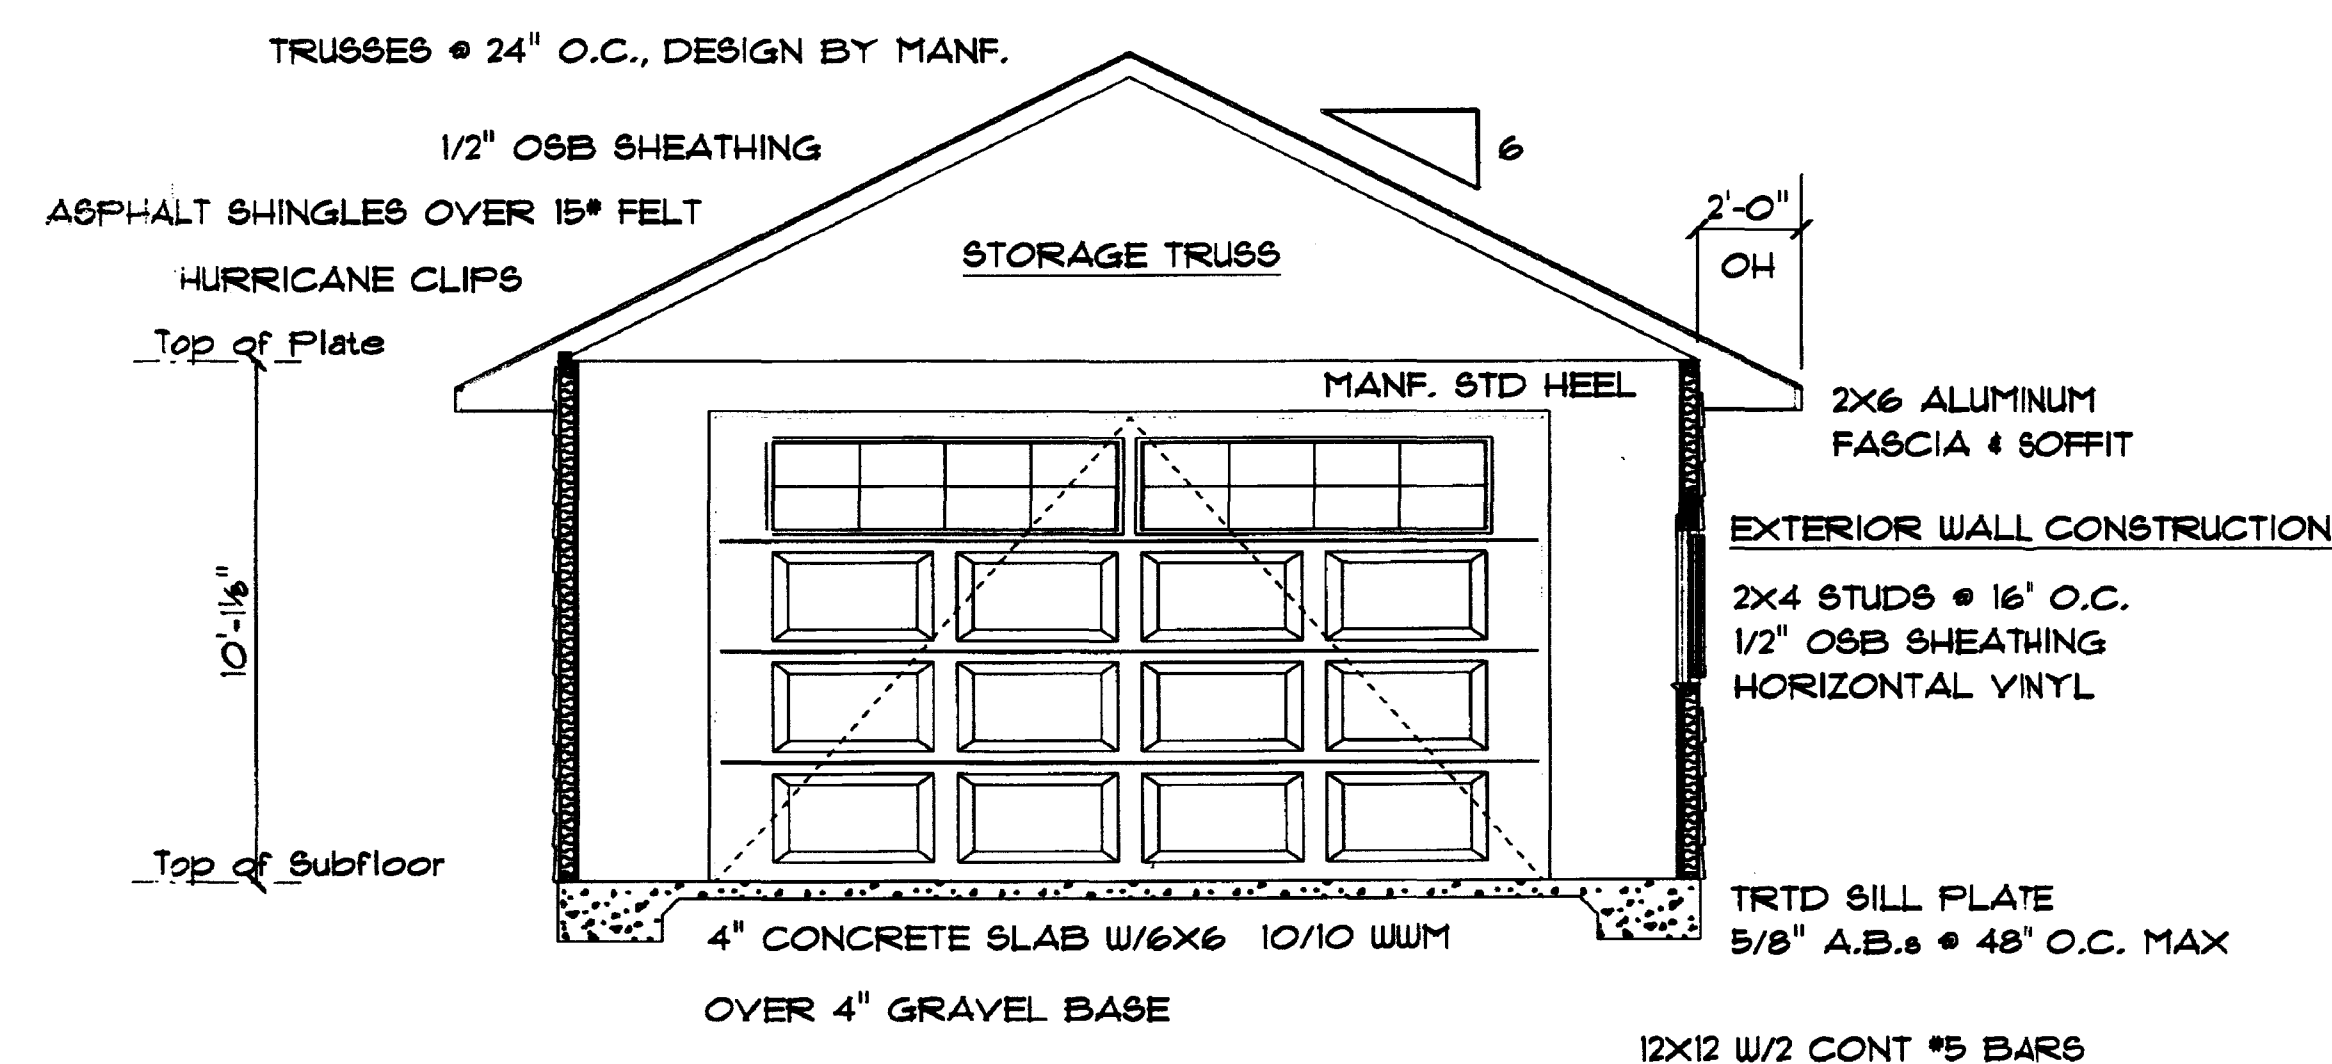 TRUSSES @ 24" O.C., DESIGN BY MANF.
1/2" OSB SHEATHING
6
ASPHALT SHINGLES OVER 15# FELT
2'-0"
OH
STORAGE TRUSS
HURRICANE CLIPS
Top of Plate
MANF. STD HEEL
2X6 ALUMINUM
FASCIA & SOFFIT
EXTERIOR WALL CONSTRUCTION
2X4 STUDS @ 16" O.C.
1/2" OSB SHEATHING
HORIZONTAL VINYL
10'-1⅛"
Top of Subfloor
TRTD SILL PLATE
5/8" A.B.s @ 48" O.C. MAX
4" CONCRETE SLAB W/6X6 10/10 WWM
OVER 4" GRAVEL BASE
12X12 W/2 CONT #5 BARS